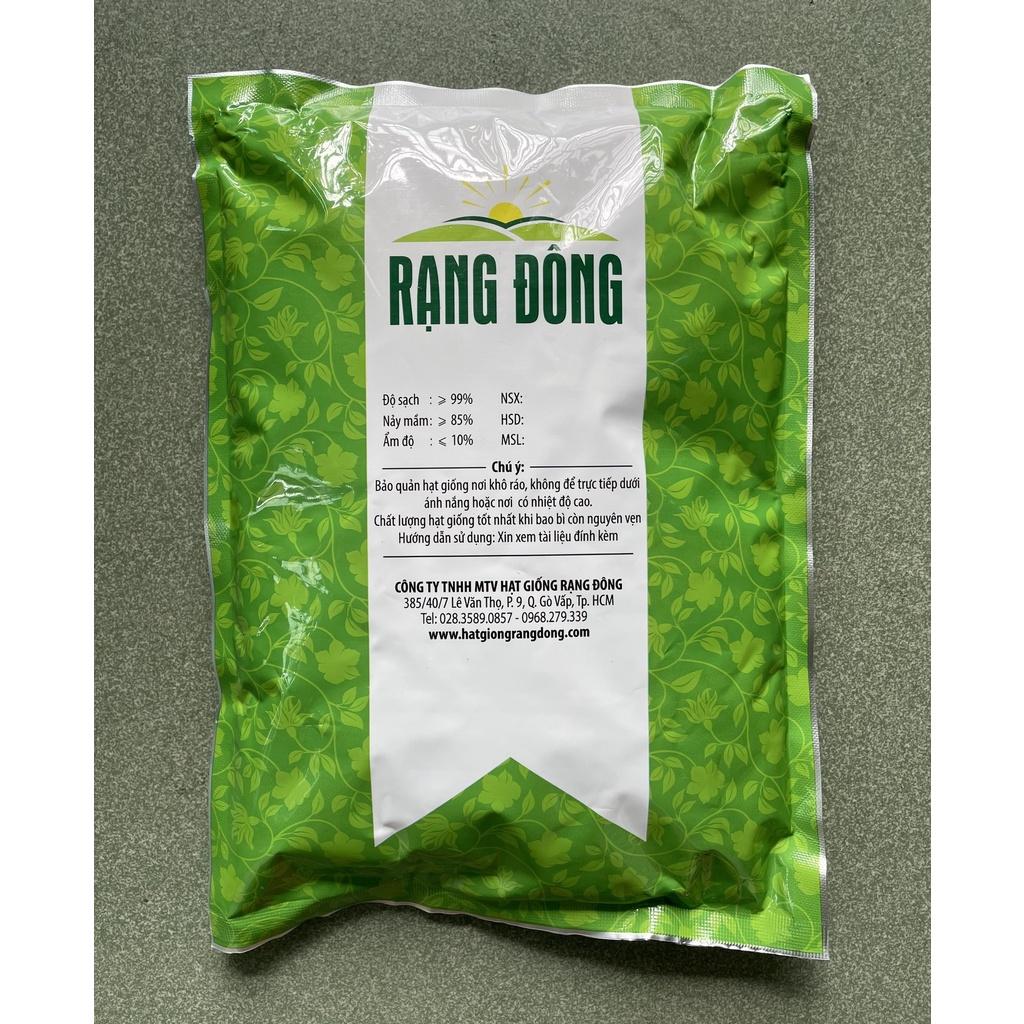 RẠNG ĐÔNG
Độ sạch : ⩾ 99% NSX:
Nảy mầm: ⩾ 85% HSD:
Ẩm độ : ⩽ 10% MSL:
Chú ý:
Bảo quản hạt giống nơi khô ráo, không để trực tiếp dưới
ánh nắng hoặc nơi có nhiệt độ cao.
Chất lượng hạt giống tốt nhất khi bao bì còn nguyên vẹn
Hướng dẫn sử dụng: Xin xem tài liệu đính kèm
CÔNG TY TNHH MTV HẠT GIỐNG RẠNG ĐÔNG
385/40/7 Lê Văn Thọ, P. 9, Q. Gò Vấp, Tp. HCM
Tel: 028.3589.0857 - 0968.279.339
www.hatgiongrangdong.com